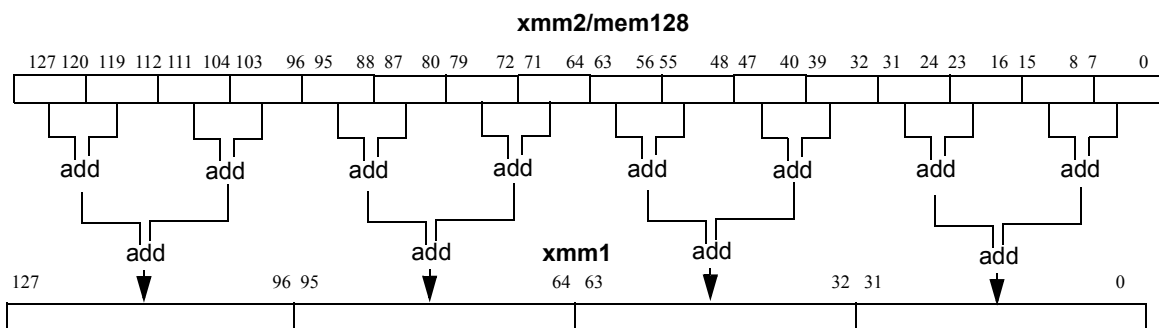 xmm2/mem128
127 120 119 112 111 104 103 96 95 88 87 80 79 72 71 64 63 56 55 48 47 40 39 32 31 24 23 16 15 8 7 0
add add add add add add add add
add add add add
xmm1
127 96 95 64 63 32 31 0